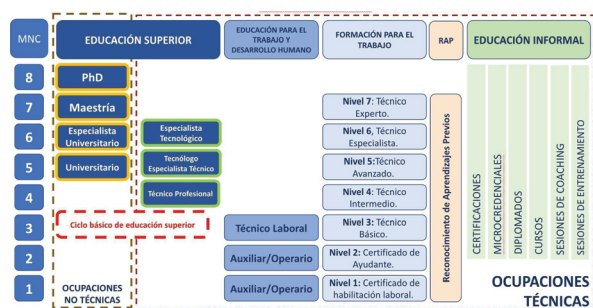 MNC
EDUCACIÓN SUPERIOR
EDUCACIÓN PARA EL
TRABAJO Y
DESARROLLO HUMANO
FORMACIÓN PARA EL
TRABAJO
RAP
EDUCACIÓN INFORMAL
8
PhD
7
Maestría
Nivel 7: Técnico
Experto.
6
Especialista
Universitario
Especialista
Tecnológico
Nivel 6, Técnico
Especialista.
5
Universitario
Tecnólogo
Especialista Técnico
Nivel 5:Técnico
Avanzado.
4
Técnico Profesional
Nivel 4: Técnico
Intermedio.
3
Ciclo básico de educación superior
Técnico Laboral
Nivel 3: Técnico
Básico.
2
Auxiliar/Operario
Nivel 2: Certificado de
Ayudante.
1
Auxiliar/Operario
Nivel 1: Certificado de
habilitación laboral.
Reconocimiento de Aprendizajes Previos
CERTIFICACIONES
MICROCREDENCIALES
DIPLOMADOS
CURSOS
SESIONES DE COACHING
SESIONES DE ENTRENAMIENTO
OCUPACIONES
NO TÉCNICAS
OCUPACIONES
TÉCNICAS